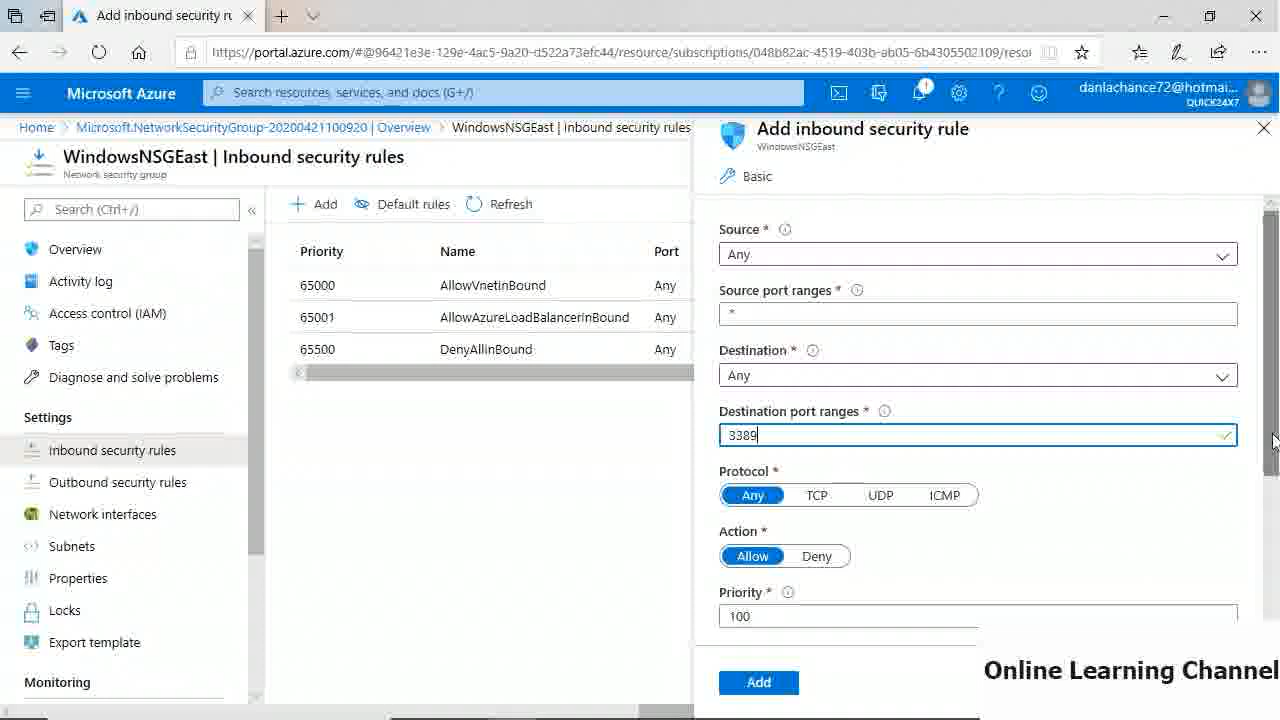 Add inbound security rule
https://portal.azure.com/#@96421e3e-129e-4ac5-9a20-d522a73efc44/resource/subscriptions/048b82ac-4519-403b-ab05-6b4305502109/resou
Microsoft Azure
Search resources, services, and docs (G+/)
1
danlachance72@hotmai...
QUICK24X7
Home > Microsoft.NetworkSecurityGroup-20200421100920 | Overview > WindowsNSGEast | Inbound security rules
WindowsNSGEast | Inbound security rules
Network security group
Search (Ctrl+/)
«
Overview
Activity log
Access control (IAM)
Tags
Diagnose and solve problems
Settings
Inbound security rules
Outbound security rules
Network interfaces
Subnets
Properties
Locks
Export template
Monitoring
Add Default rules Refresh
Priority Name Port
65000 AllowVnetInBound Any
65001 AllowAzureLoadBalancerInBound Any
65500 DenyAllInBound Any
Add inbound security rule
WindowsNSGEast
Basic
Source *
Any
Source port ranges *
*
Destination *
Any
Destination port ranges *
3389
Protocol *
Any TCP UDP ICMP
Action *
Allow Deny
Priority *
100
Add
Online Learning Channel